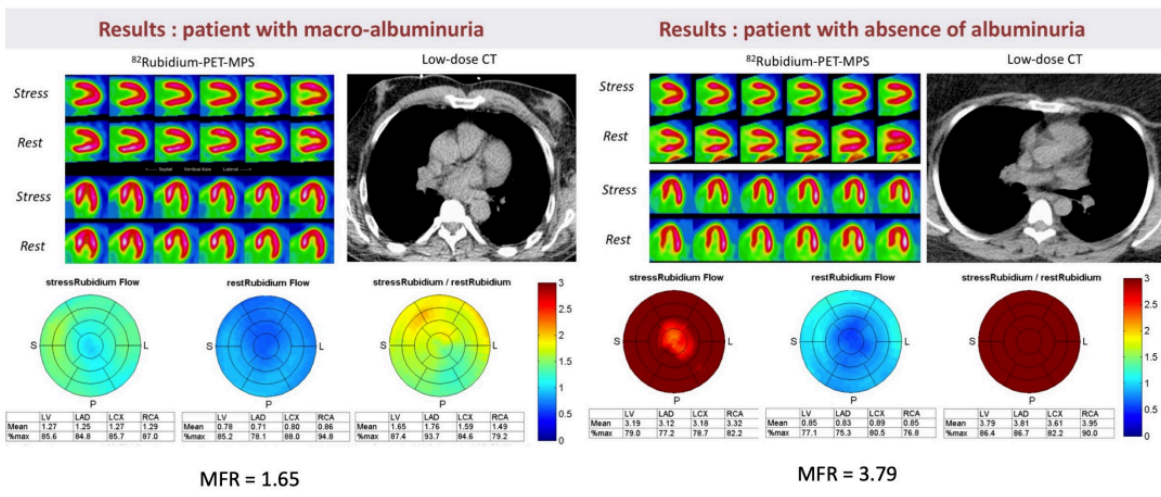 Results : patient with macro-albuminuria
⁸²Rubidium-PET-MPS
Low-dose CT
Stress
Rest
Septal Vertical Axis Lateral
Stress
Rest
stressRubidium Flow
restRubidium Flow
stressRubidium / restRubidium
S
P
L
3
2.5
2
1.5
1
0.5
0
LV LAD LCX RCA
Mean 1.27 1.25 1.27 1.29
%max 85.6 84.8 85.7 87.0
LV LAD LCX RCA
Mean 0.78 0.71 0.80 0.86
%max 85.2 78.1 88.0 94.8
LV LAD LCX RCA
Mean 1.65 1.76 1.59 1.49
%max 87.4 93.7 84.6 79.2
MFR = 1.65
Results : patient with absence of albuminuria
⁸²Rubidium-PET-MPS
Low-dose CT
Stress
Rest
Stress
Rest
stressRubidium Flow
restRubidium Flow
stressRubidium / restRubidium
S
P
L
3
2.5
2
1.5
1
0.5
0
LV LAD LCX RCA
Mean 3.19 3.12 3.18 3.32
%max 79.0 77.2 78.7 82.2
LV LAD LCX RCA
Mean 0.85 0.83 0.89 0.85
%max 77.1 75.3 80.5 76.8
LV LAD LCX RCA
Mean 3.79 3.81 3.61 3.95
%max 86.4 86.7 82.2 90.0
MFR = 3.79